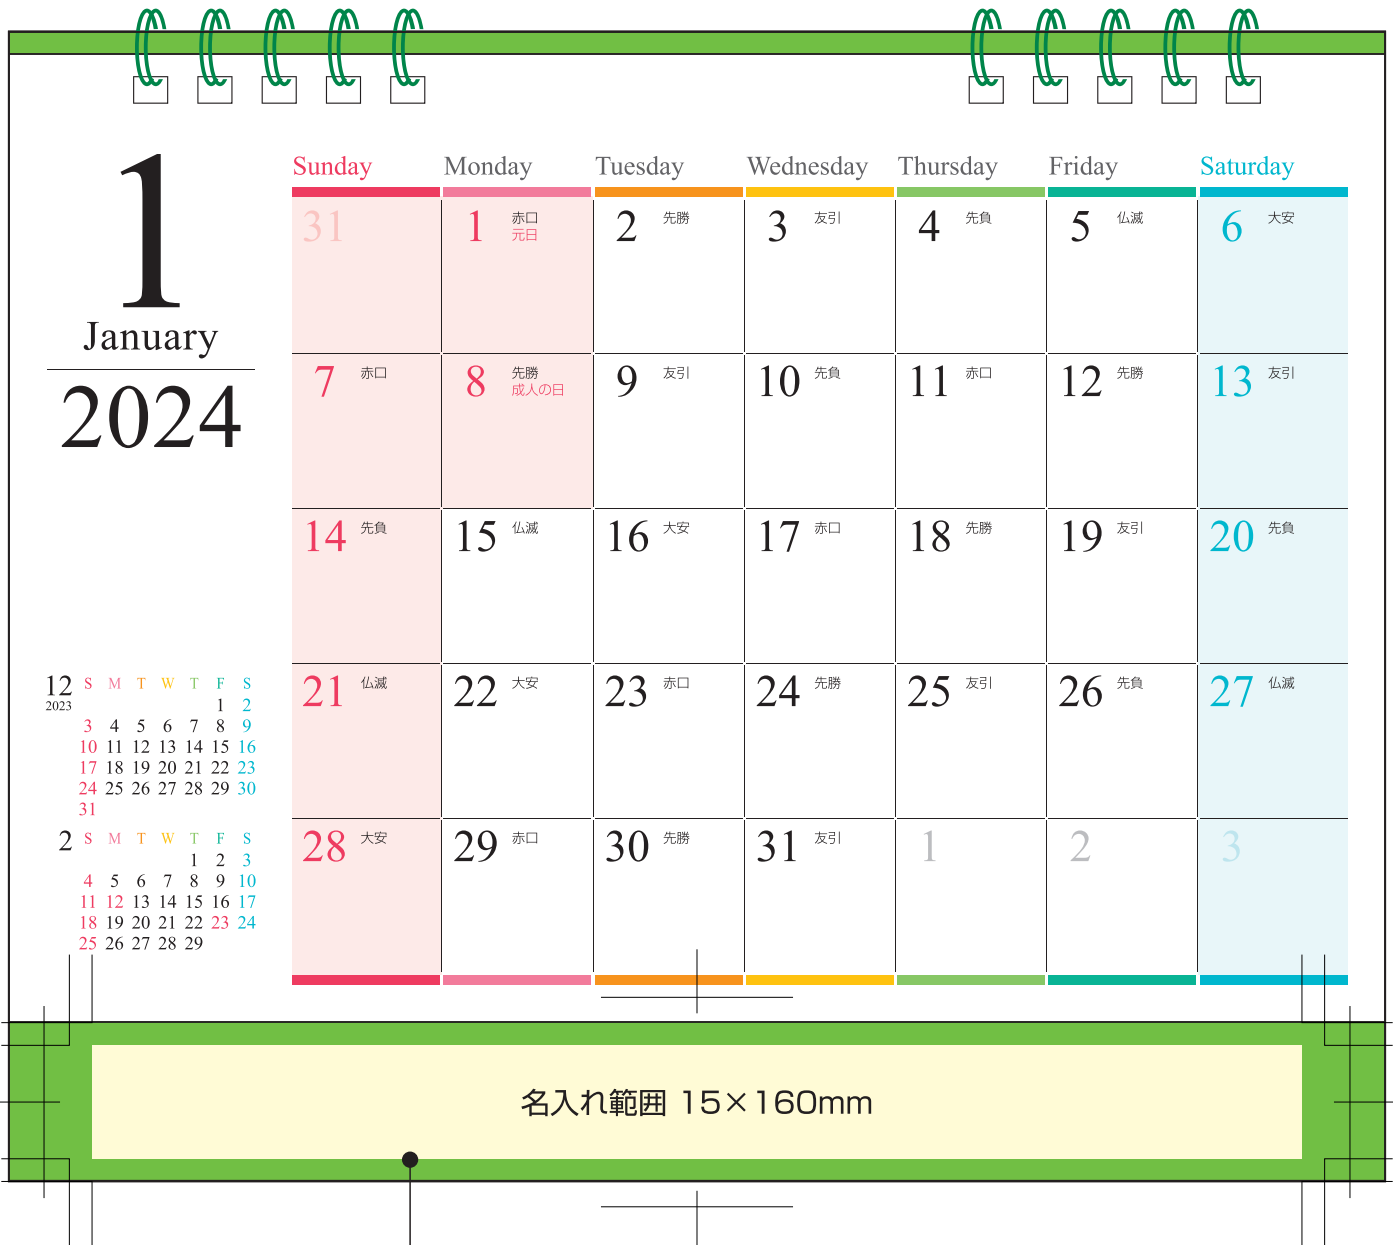 1
January
2024
Sunday Monday Tuesday Wednesday Thursday Friday Saturday
31 1 赤口 2 先勝 3 友引 4 先負 5 仏滅 6 大安
元日
7 赤口 8 先勝 9 友引 10 先負 11 赤口 12 先勝 13 友引
成人の日
14 先負 15 仏滅 16 大安 17 赤口 18 先勝 19 友引 20 先負
21 仏滅 22 大安 23 赤口 24 先勝 25 友引 26 先負 27 仏滅
28 大安 29 赤口 30 先勝 31 友引 1 2 3
12 S M T W T F S
2023 1 2
3 4 5 6 7 8 9
10 11 12 13 14 15 16
17 18 19 20 21 22 23
24 25 26 27 28 29 30
31
2 S M T W T F S
1 2 3
4 5 6 7 8 9 10
11 12 13 14 15 16 17
18 19 20 21 22 23 24
25 26 27 28 29
名入れ範囲 15×160mm